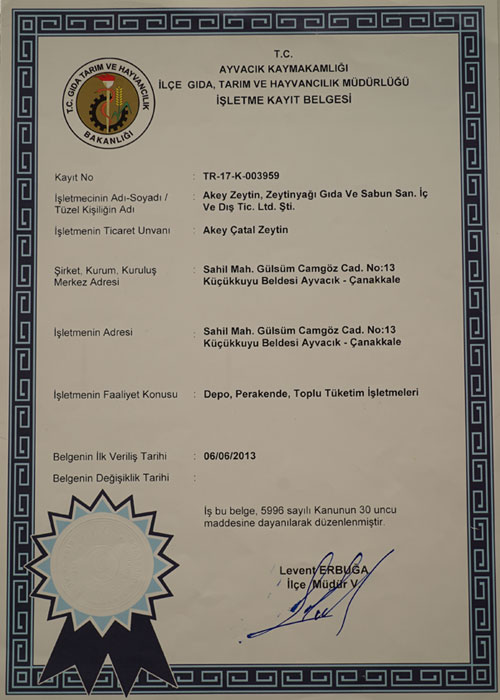 T.C.
AYVACIK KAYMAKAMLIĞI
İLÇE GIDA, TARIM VE HAYVANCILIK MÜDÜRLÜĞÜ
İŞLETME KAYIT BELGESİ
T.C. GIDA TARIM VE HAYVANCILIK
BAKANLIĞI
Kayıt No : TR-17-K-003959
İşletmecinin Adı-Soyadı / : Akey Zeytin, Zeytinyağı Gıda Ve Sabun San. İç
Tüzel Kişiliğin Adı Ve Dış Tic. Ltd. Şti.
İşletmenin Ticaret Unvanı : Akey Çatal Zeytin
Şirket, Kurum, Kuruluş : Sahil Mah. Gülsüm Camgöz Cad. No:13
Merkez Adresi Küçükkuyu Beldesi Ayvacık - Çanakkale
İşletmenin Adresi : Sahil Mah. Gülsüm Camgöz Cad. No:13
Küçükkuyu Beldesi Ayvacık - Çanakkale
İşletmenin Faaliyet Konusu : Depo, Perakende, Toplu Tüketim İşletmeleri
Belgenin İlk Veriliş Tarihi : 06/06/2013
Belgenin Değişiklik Tarihi :
İş bu belge, 5996 sayılı Kanunun 30 uncu
maddesine dayanılarak düzenlenmiştir.
Levent ERBUĞA
İlçe Müdür V.